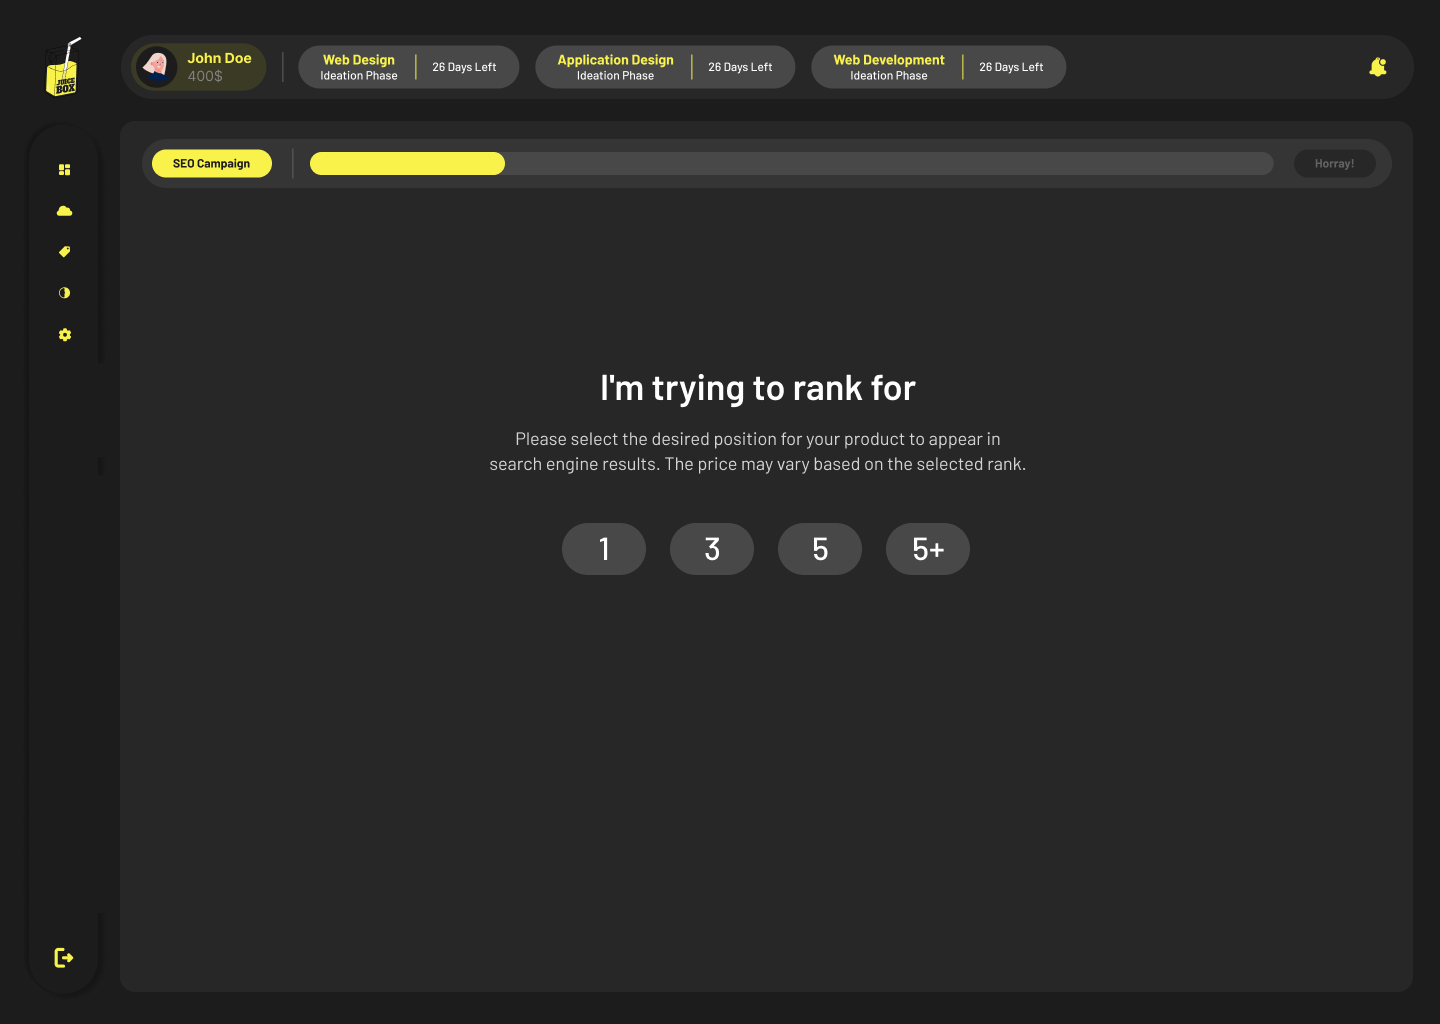 JUICE
BOX
John Doe
400$
Web Design
Ideation Phase
26 Days Left
Application Design
Ideation Phase
26 Days Left
Web Development
Ideation Phase
26 Days Left
SEO Campaign
Horray!
I'm trying to rank for
Please select the desired position for your product to appear in
search engine results. The price may vary based on the selected rank.
1
3
5
5+